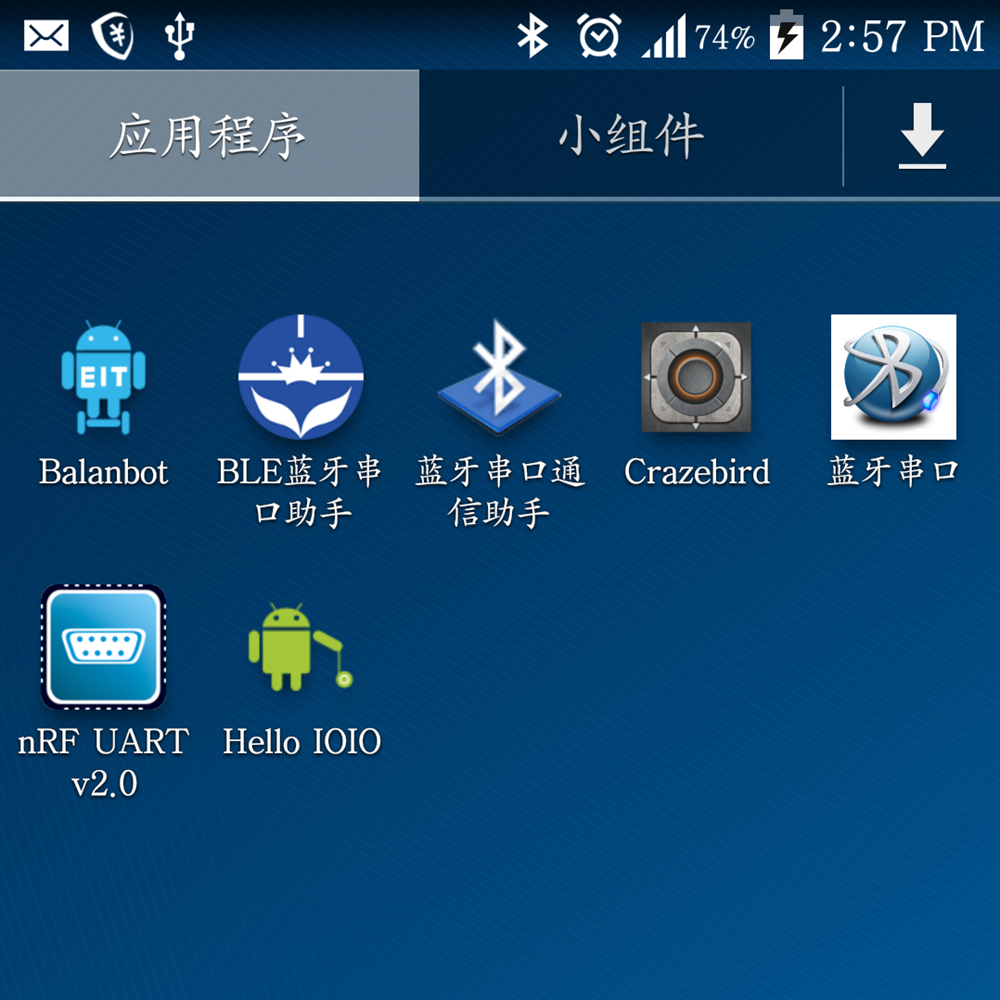 74% 2:57 PM
应用程序 小组件
EIT
Balanbot
BLE蓝牙串
口助手
蓝牙串口通
信助手
Crazebird
蓝牙串口
nRF UART
v2.0
Hello IOIO